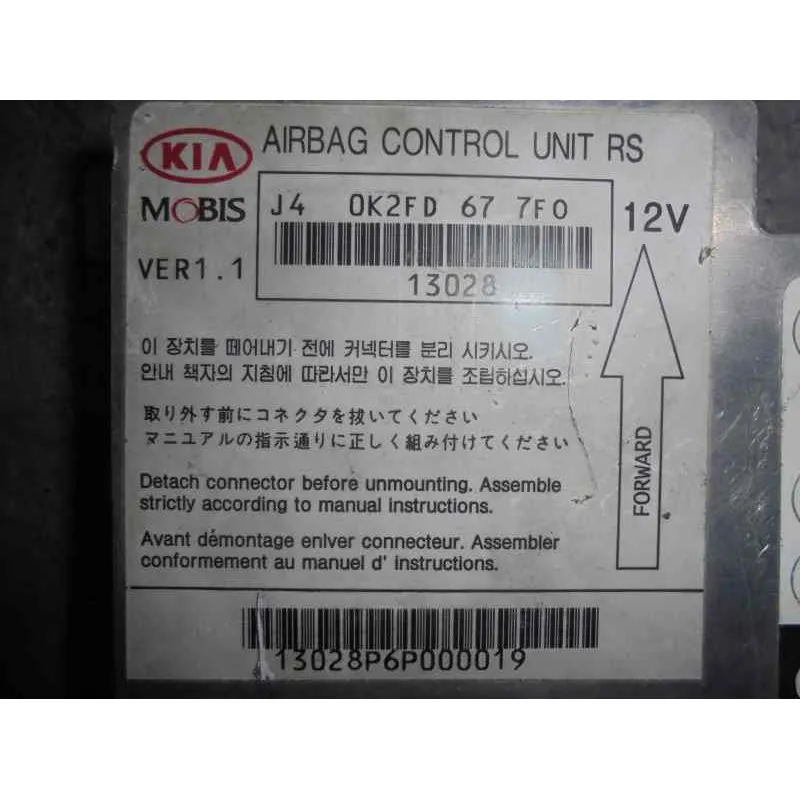 KIA AIRBAG CONTROL UNIT RS
MOBIS J4 0K2FD 67 7F0 12V
VER1.1 13028
이 장치를 떼어내기 전에 커넥터를 분리 시키시오.
안내 책자의 지침에 따라서만 이 장치를 조립하십시오.
取り外す前にコネクタを抜いてください
マニュアルの指示通りに正しく組み付けてください
FORWARD
Detach connector before unmounting. Assemble
strictly according to manual instructions.
Avant démontage enlver connecteur. Assembler
conformement au manuel d' instructions.
13028P6P000019